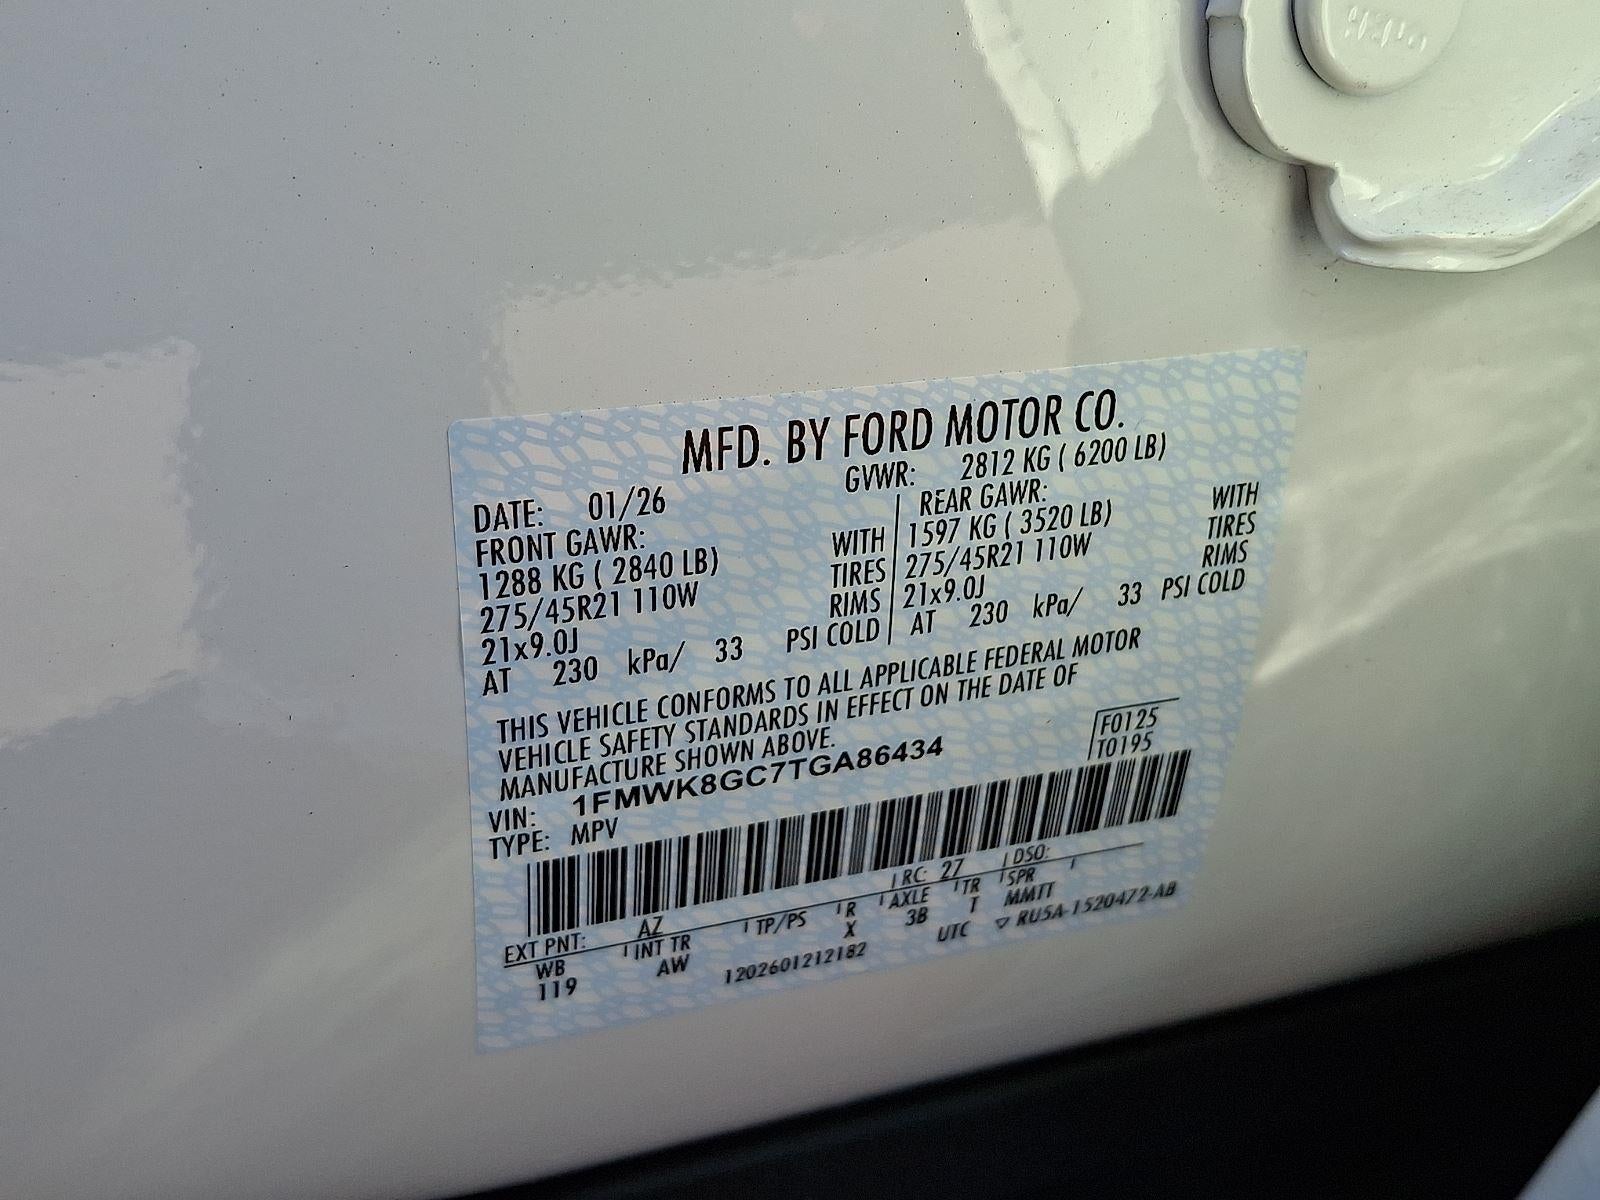 MFD. BY FORD MOTOR CO.
DATE: 01/26 GVWR: 2812 KG ( 6200 LB)
FRONT GAWR: REAR GAWR:
1288 KG ( 2840 LB) WITH 1597 KG ( 3520 LB) WITH
275/45R21 110W TIRES 275/45R21 110W TIRES
21x9.0J RIMS 21x9.0J RIMS
AT 230 kPa/ 33 PSI COLD AT 230 kPa/ 33 PSI COLD
THIS VEHICLE CONFORMS TO ALL APPLICABLE FEDERAL MOTOR
VEHICLE SAFETY STANDARDS IN EFFECT ON THE DATE OF
MANUFACTURE SHOWN ABOVE.
F0125
T0195
VIN: 1FMWK8GC7TGA86434
TYPE: MPV
EXT PNT: AZ RC: 27 DSO:
WB INT TR TP/PS R AXLE TR SPR
119 AW X 3B T MMTT
1202601212182 UTC ▽ RU5A-1520472-AB